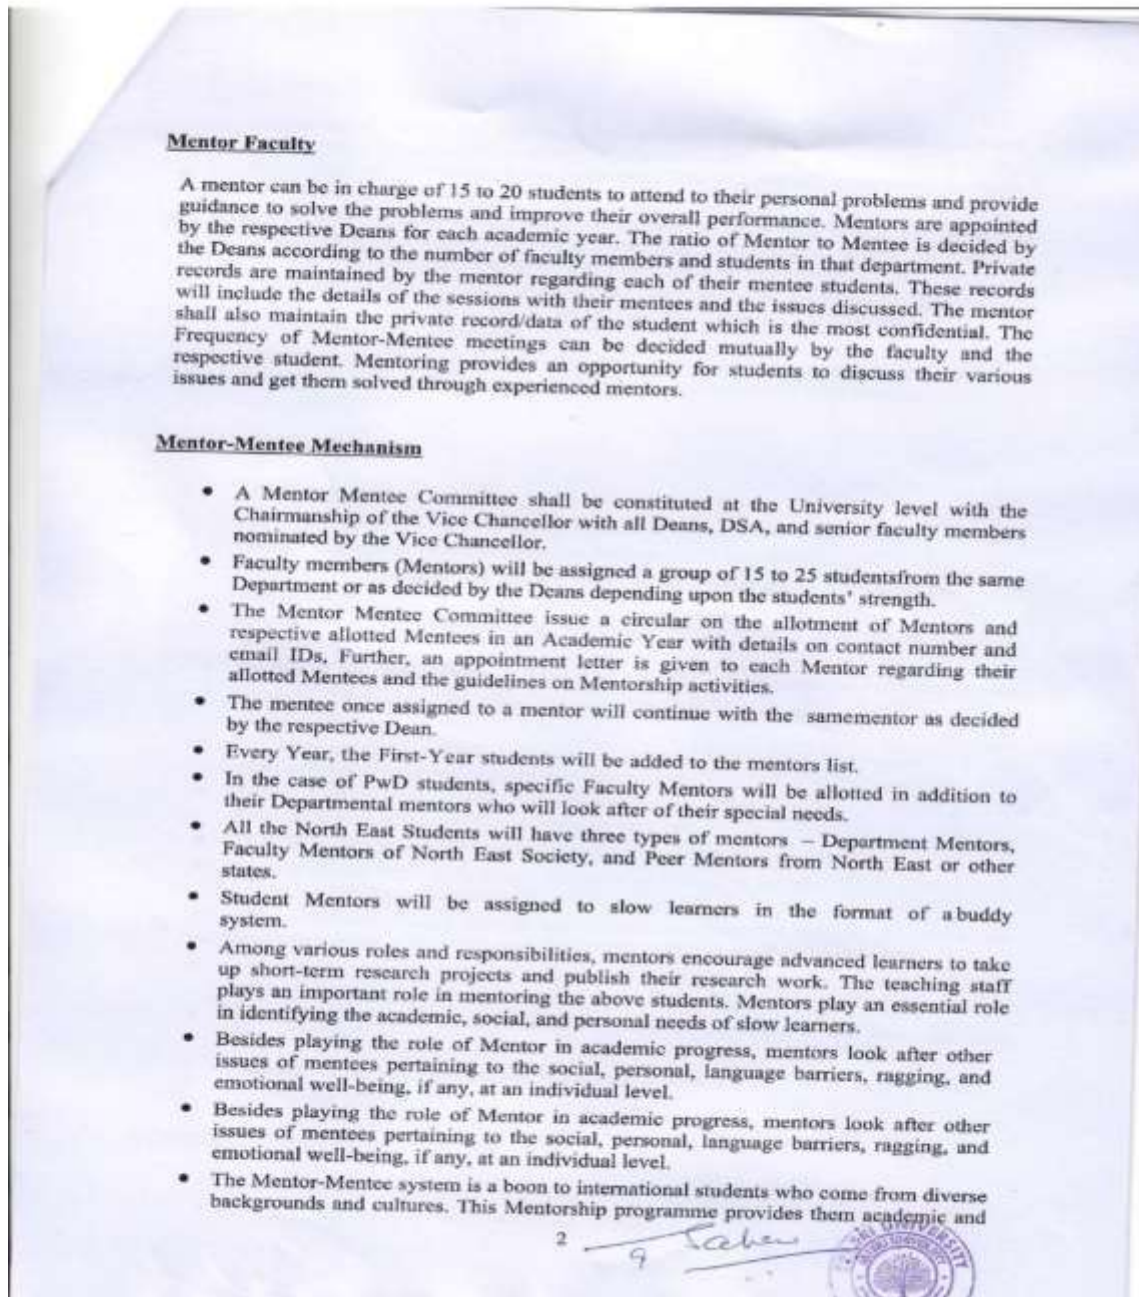 Mentor Faculty
A mentor can be in charge of 15 to 20 students to attend to their personal problems and provide
guidance to solve the problems and improve their overall performance. Mentors are appointed
by the respective Deans for each academic year. The ratio of Mentor to Mentee is decided by
the Deans according to the number of faculty members and students in that department. Private
records are maintained by the mentor regarding each of their mentee students. These records
will include the details of the sessions with their mentees and the issues discussed. The mentor
shall also maintain the private record/data of the student which is the most confidential. The
Frequency of Mentor-Mentee meetings can be decided mutually by the faculty and the
respective student. Mentoring provides an opportunity for students to discuss their various
issues and get them solved through experienced mentors.
Mentor-Mentee Mechanism
• A Mentor Mentee Committee shall be constituted at the University level with the
Chairmanship of the Vice Chancellor with all Deans, DSA, and senior faculty members
nominated by the Vice Chancellor.
• Faculty members (Mentors) will be assigned a group of 15 to 25 studentsfrom the same
Department or as decided by the Deans depending upon the students' strength.
• The Mentor Mentee Committee issue a circular on the allotment of Mentors and
respective allotted Mentees in an Academic Year with details on contact number and
email IDs, Further, an appointment letter is given to each Mentor regarding their
allotted Mentees and the guidelines on Mentorship activities.
• The mentee once assigned to a mentor will continue with the samementor as decided
by the respective Dean.
• Every Year, the First-Year students will be added to the mentors list.
• In the case of PwD students, specific Faculty Mentors will be allotted in addition to
their Departmental mentors who will look after of their special needs.
• All the North East Students will have three types of mentors – Department Mentors,
Faculty Mentors of North East Society, and Peer Mentors from North East or other
states.
• Student Mentors will be assigned to slow learners in the format of a buddy
system.
• Among various roles and responsibilities, mentors encourage advanced learners to take
up short-term research projects and publish their research work. The teaching staff
plays an important role in mentoring the above students. Mentors play an essential role
in identifying the academic, social, and personal needs of slow learners.
• Besides playing the role of Mentor in academic progress, mentors look after other
issues of mentees pertaining to the social, personal, language barriers, ragging, and
emotional well-being, if any, at an individual level.
• Besides playing the role of Mentor in academic progress, mentors look after other
issues of mentees pertaining to the social, personal, language barriers, ragging, and
emotional well-being, if any, at an individual level.
• The Mentor-Mentee system is a boon to international students who come from diverse
backgrounds and cultures. This Mentorship programme provides them academic and
2
UNIVERSITY